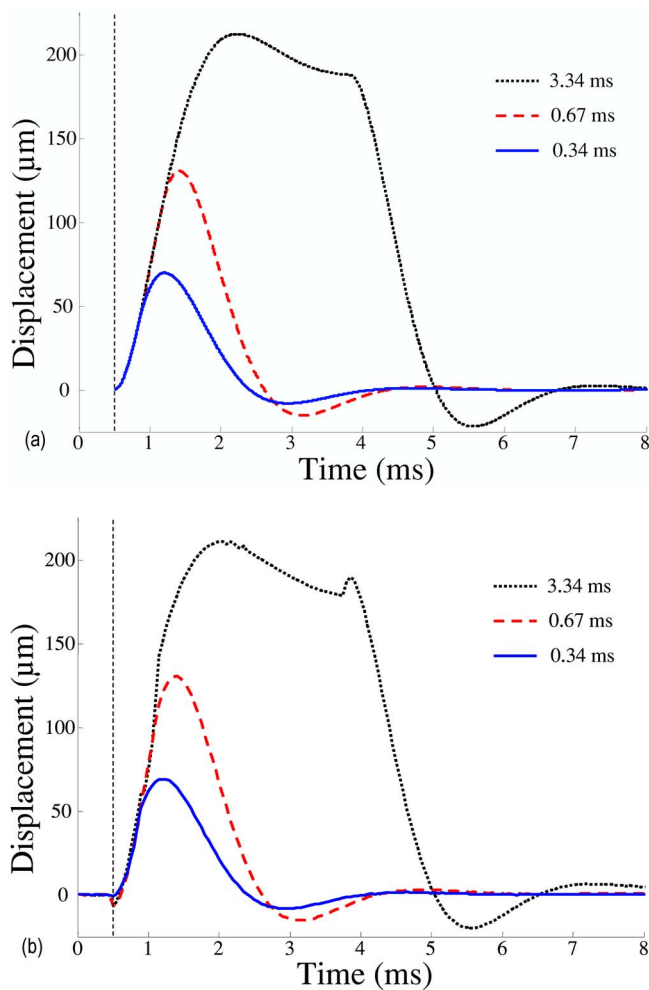 200
150
100
50
0
Displacement (µm)
3.34 ms
0.67 ms
0.34 ms
0 1 2 3 4 5 6 7 8
(a)
Time (ms)
200
150
100
50
0
Displacement (µm)
3.34 ms
0.67 ms
0.34 ms
0 1 2 3 4 5 6 7 8
(b)
Time (ms)